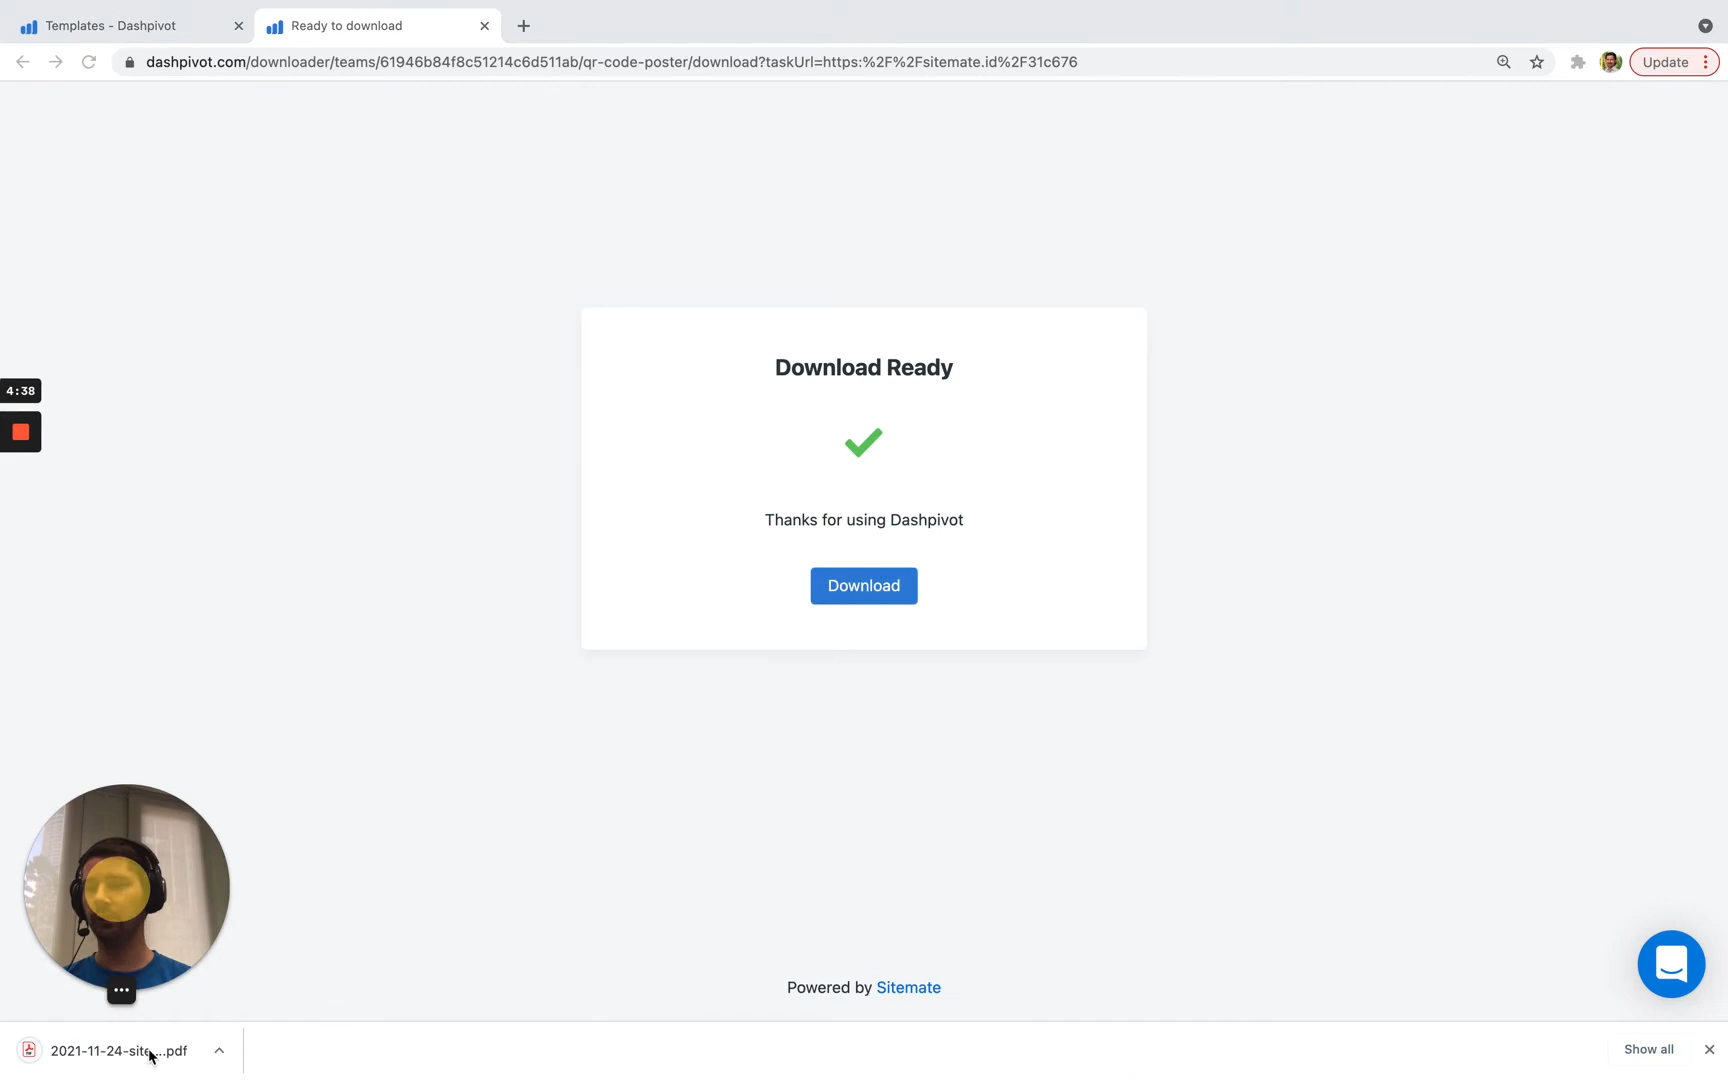 Templates - Dashpivot
Ready to download
dashpivot.com/downloader/teams/61946b84f8c51214c6d511ab/qr-code-poster/download?taskUrl=https:%2F%2Fsitemate.id%2F31c676
Update
4:38
Download Ready
Thanks for using Dashpivot
Download
Powered by Sitemate
2021-11-24-site...pdf
Show all